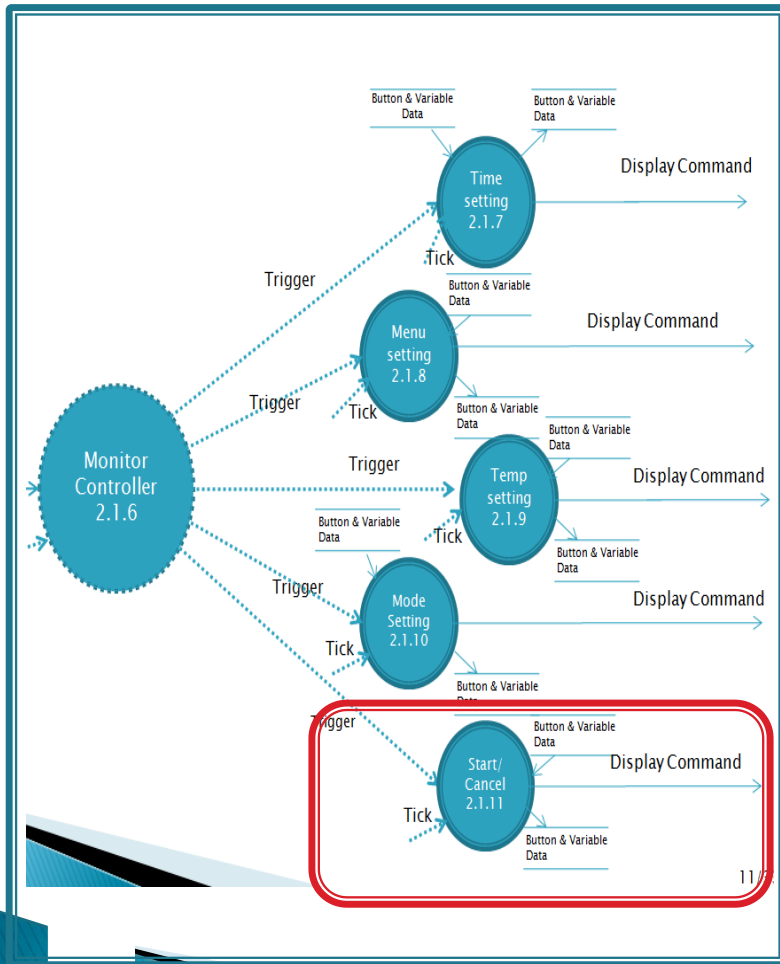 Button & Variable
Data
Button & Variable
Data
Time
setting
2.1.7
Display Command
Tick
Trigger
Button & Variable
Data
Menu
setting
2.1.8
Display Command
Trigger
Tick
Button & Variable
Data
Button & Variable
Data
Monitor
Controller
2.1.6
Trigger
Temp
setting
2.1.9
Display Command
Tick
Button & Variable
Data
Button & Variable
Data
Trigger
Mode
Setting
2.1.10
Display Command
Tick
Button & Variable
Data
Trigger
Button & Variable
Data
Start/
Cancel
2.1.11
Display Command
Tick
Button & Variable
Data